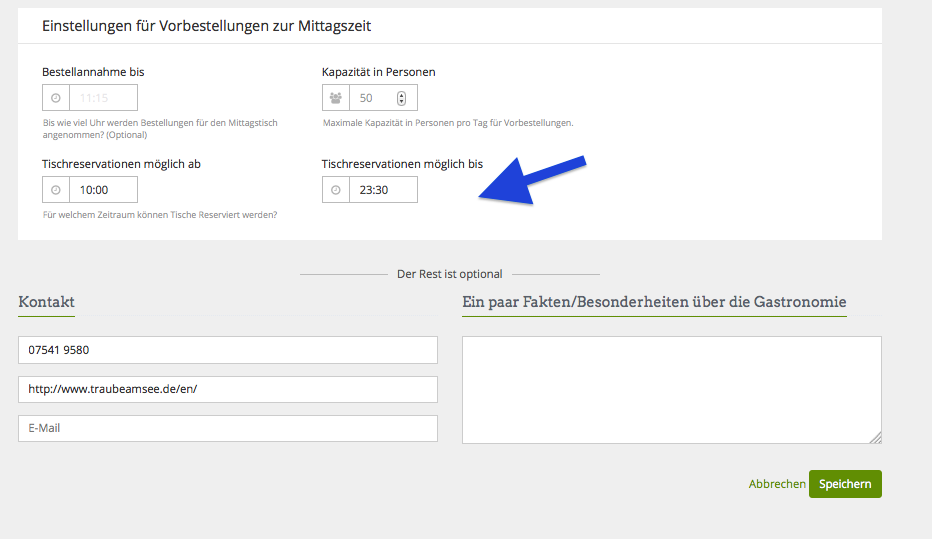 Einstellungen für Vorbestellungen zur Mittagszeit
Bestellannahme bis
Kapazität in Personen
11:15
50
Bis wie viel Uhr werden Bestellungen für den Mittagstisch
angenommen? (Optional)
Maximale Kapazität in Personen pro Tag für Vorbestellungen.
Tischreservationen möglich ab
Tischreservationen möglich bis
10:00
23:30
Für welchem Zeitraum können Tische Reserviert werden?
Der Rest ist optional
Kontakt
Ein paar Fakten/Besonderheiten über die Gastronomie
07541 9580
http://www.traubeamsee.de/en/
E-Mail
Abbrechen
Speichern